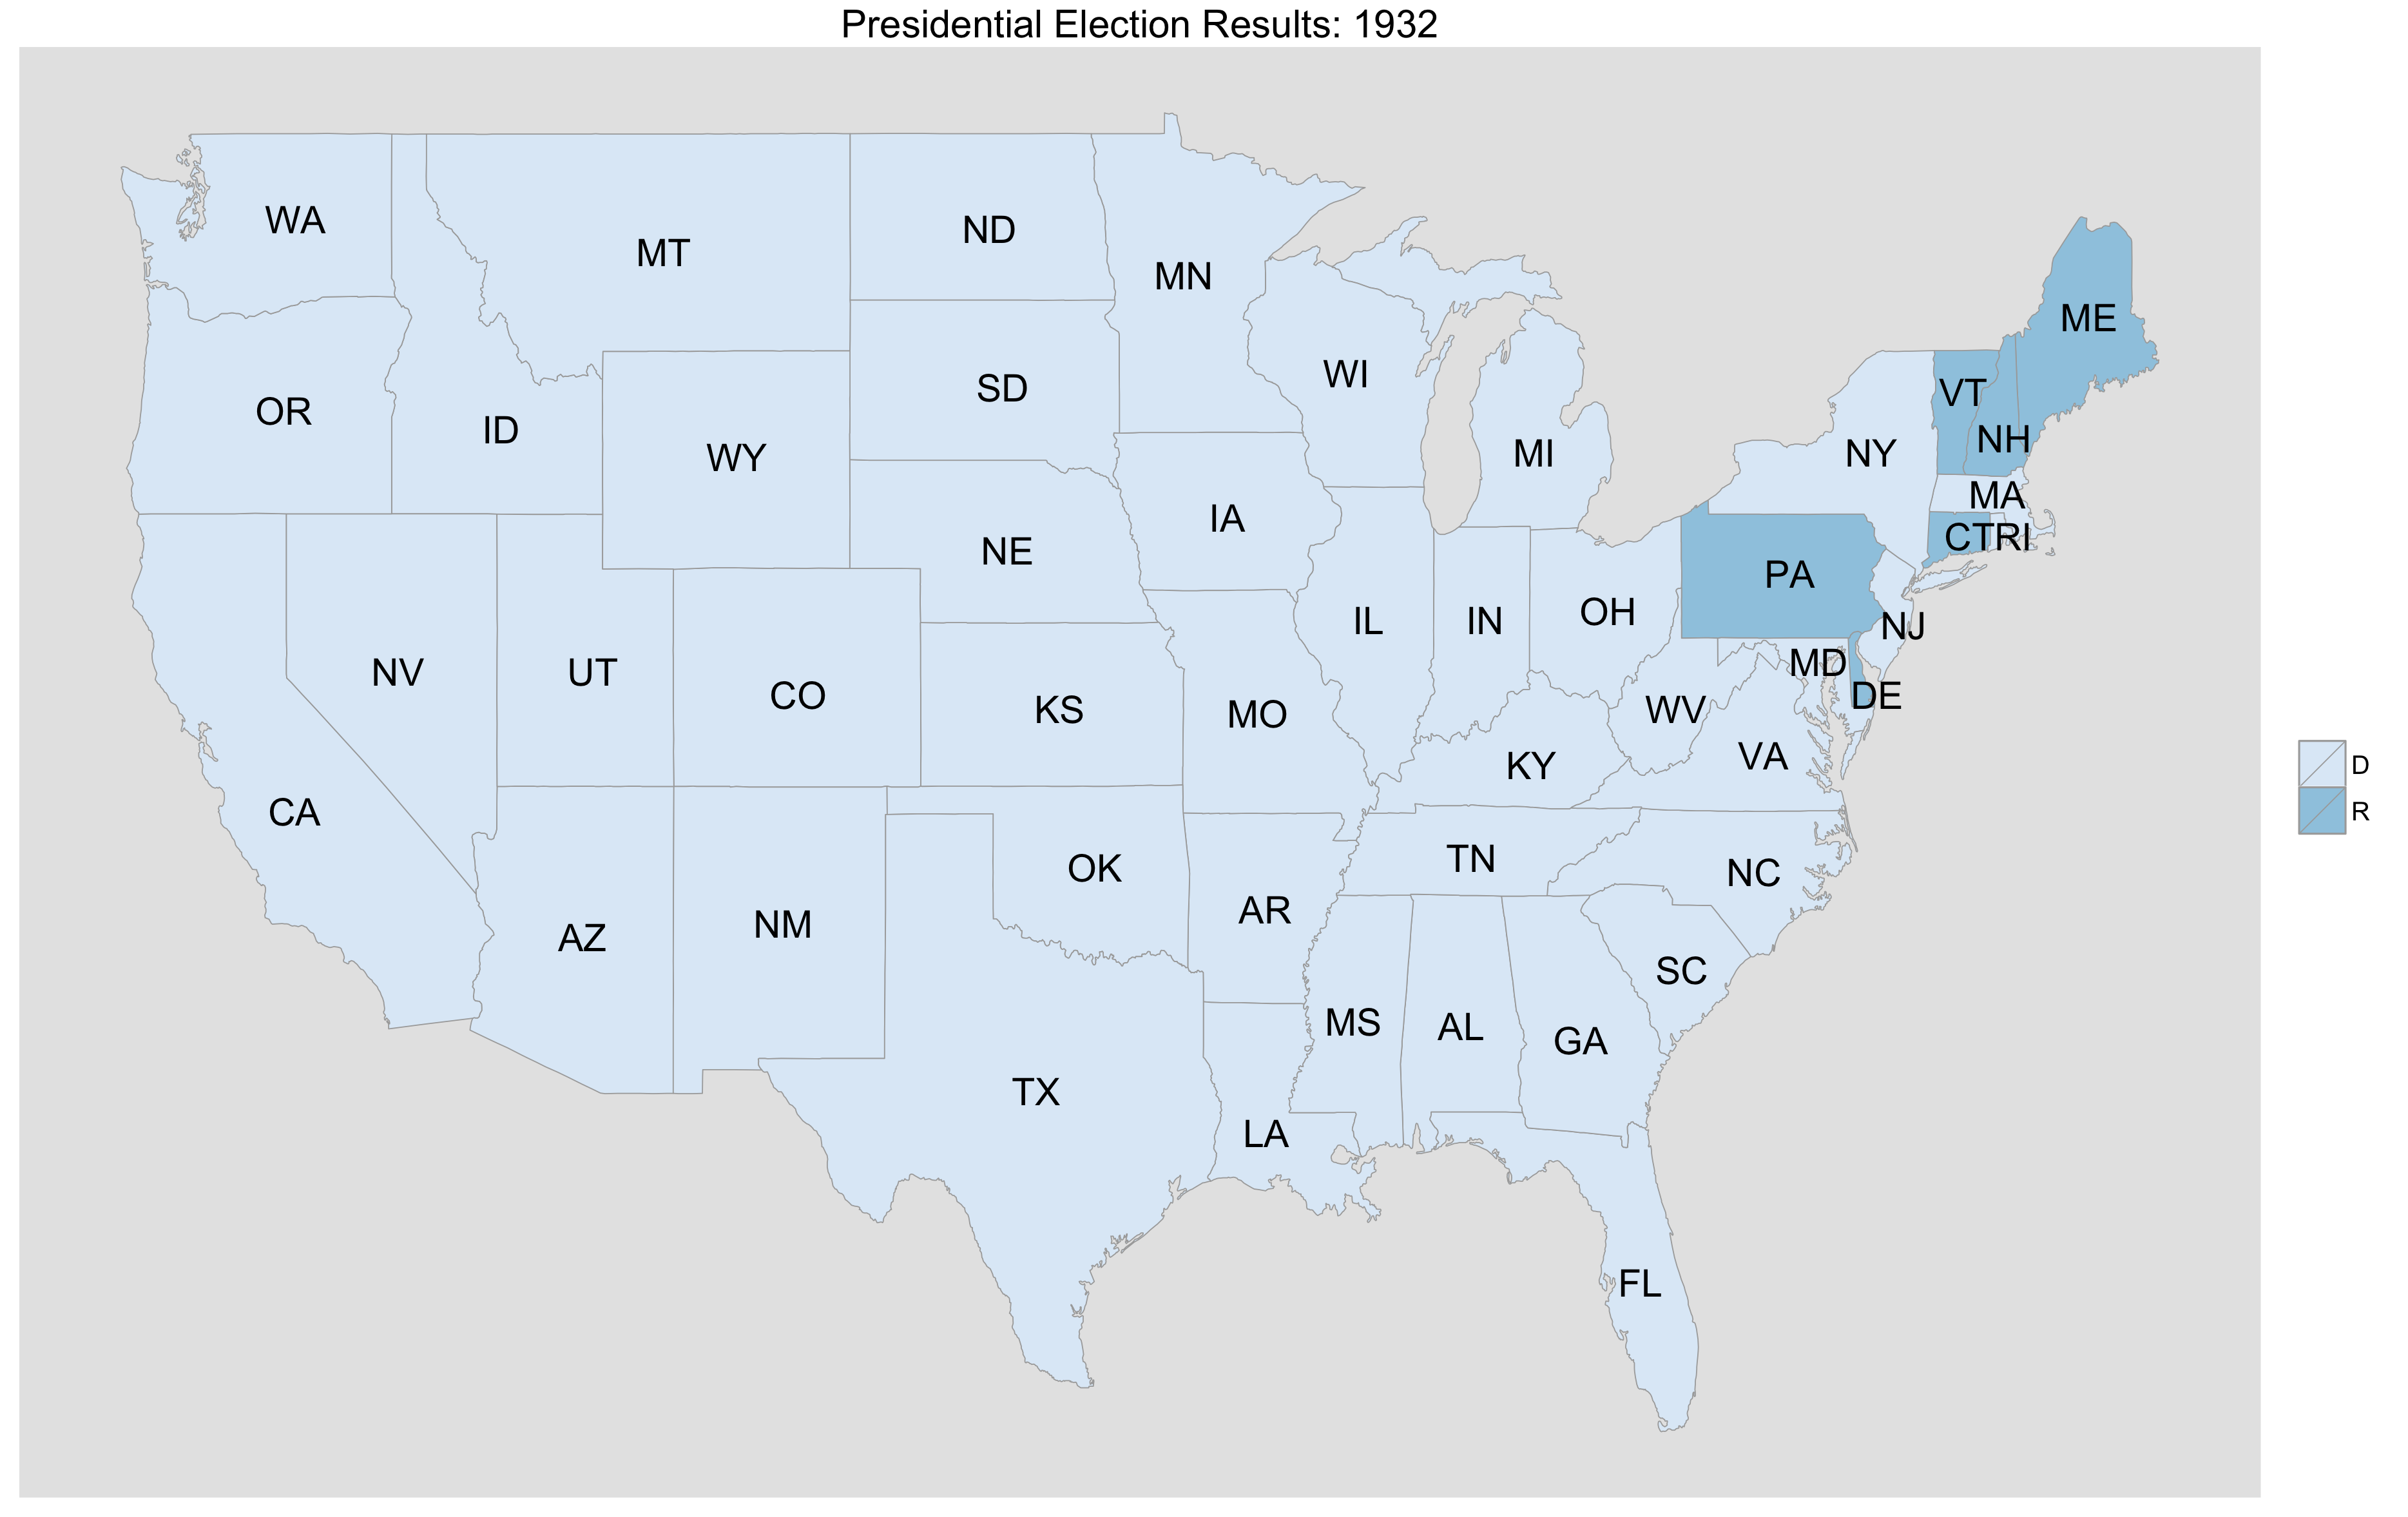 Presidential Election Results: 1932
WA
MT
ND
MN
ME
OR
ID
WY
SD
WI
MI
VT
NH
NY
MA
CTRI
NE
IA
PA
NV
UT
CO
KS
IL
IN
OH
NJ
MD
DE
MO
WV
KY
VA
D
R
CA
OK
AR
TN
NC
AZ
NM
MS
AL
GA
SC
TX
LA
FL